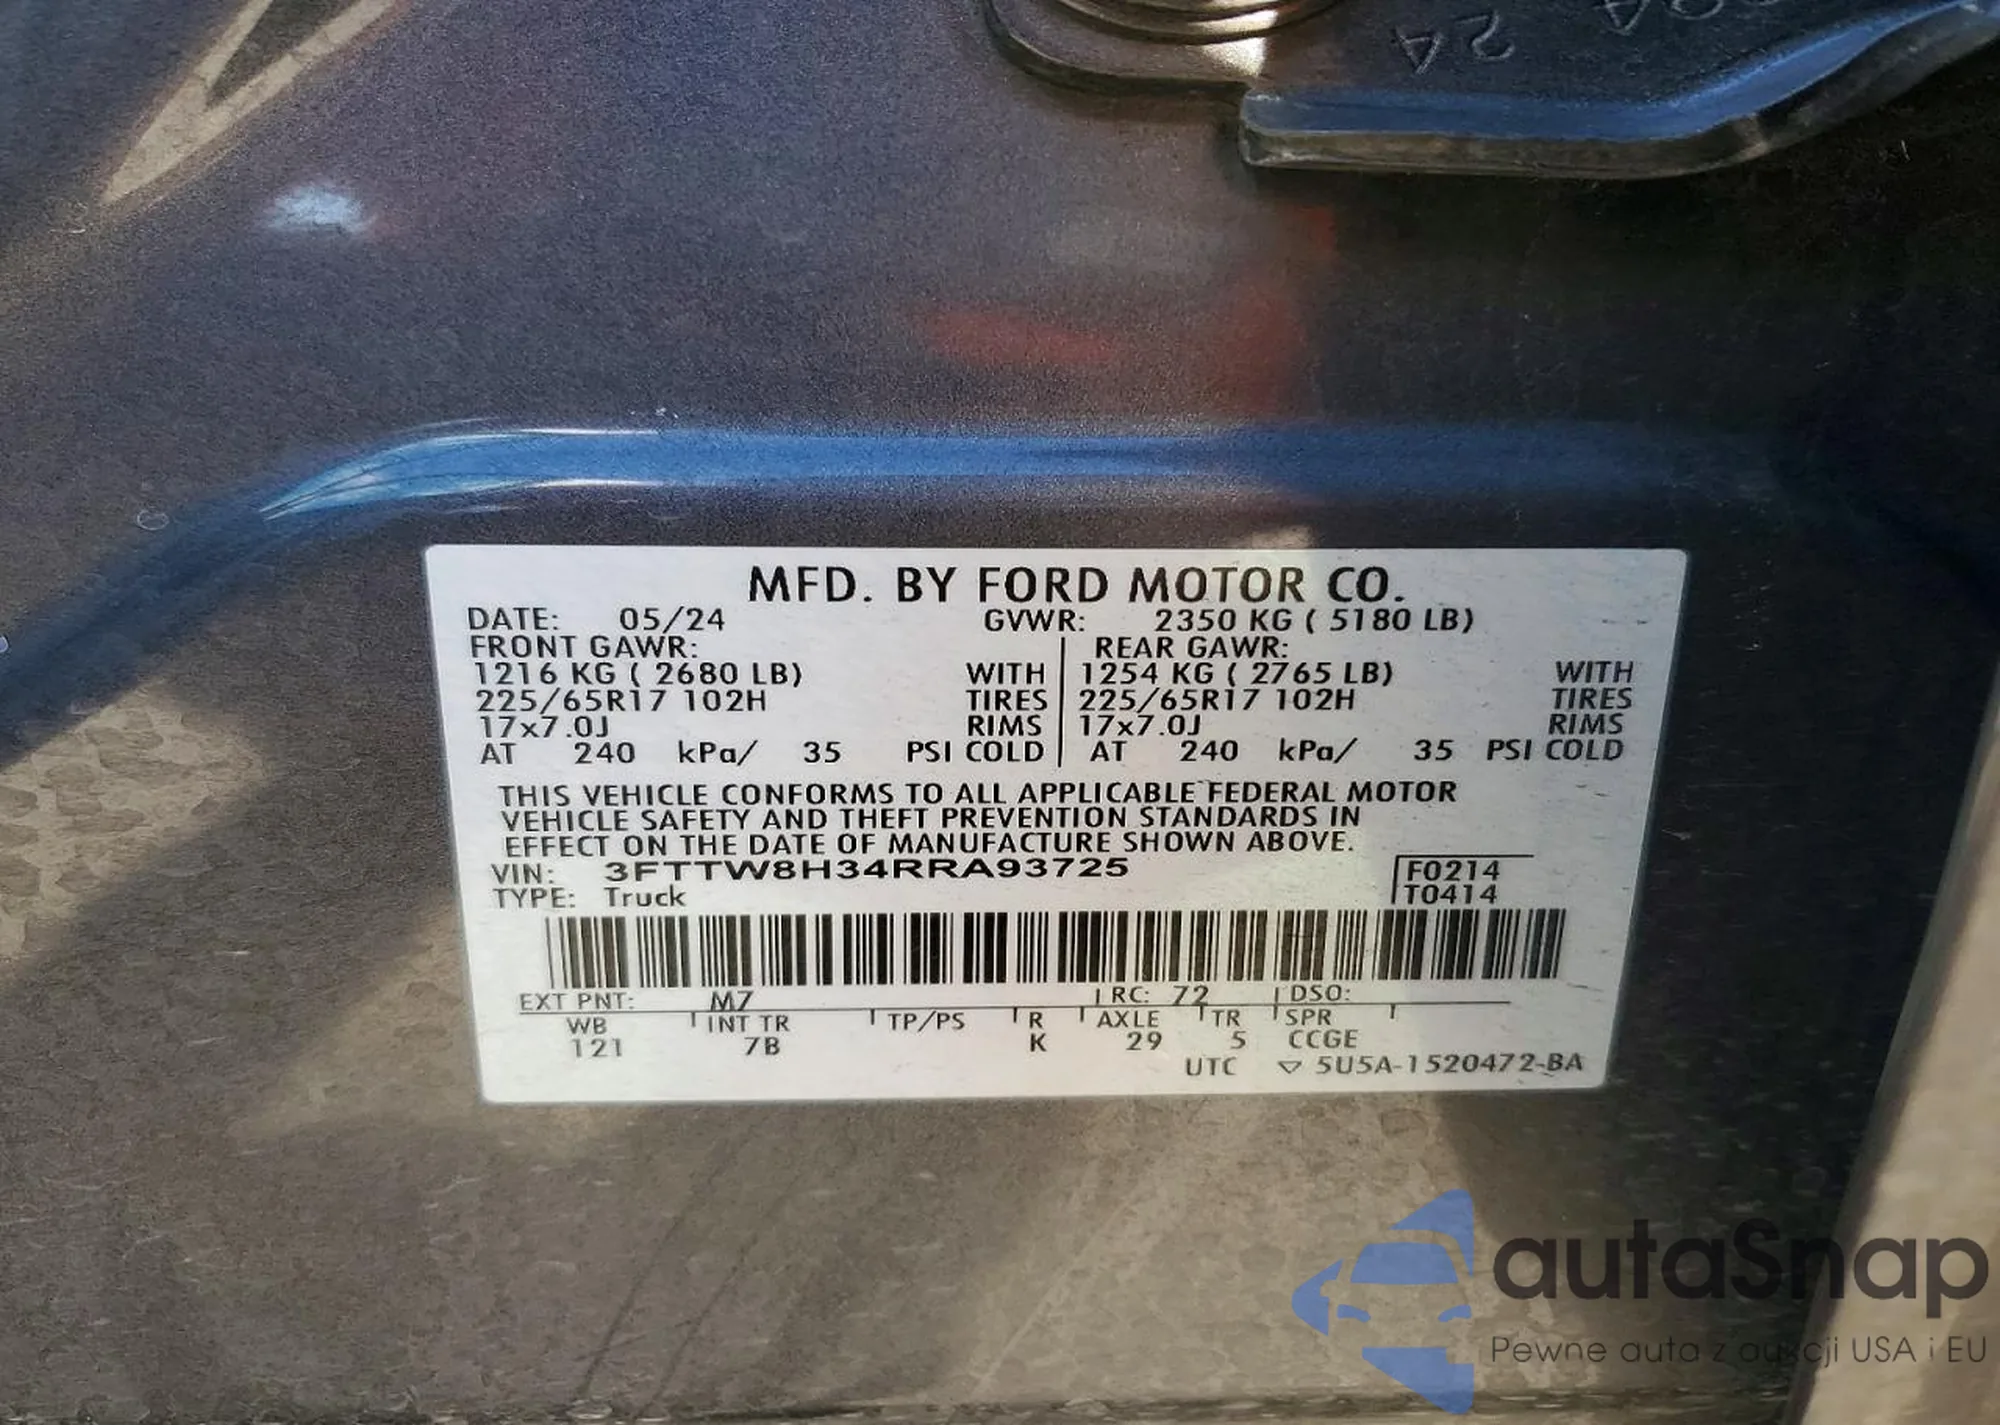 24
MFD. BY FORD MOTOR CO.
DATE: 05/24 GVWR: 2350 KG ( 5180 LB)
FRONT GAWR: REAR GAWR:
1216 KG ( 2680 LB) WITH 1254 KG ( 2765 LB) WITH
225/65R17 102H TIRES 225/65R17 102H TIRES
17x7.0J RIMS 17x7.0J RIMS
AT 240 kPa/ 35 PSI COLD AT 240 kPa/ 35 PSI COLD
THIS VEHICLE CONFORMS TO ALL APPLICABLE FEDERAL MOTOR
VEHICLE SAFETY AND THEFT PREVENTION STANDARDS IN
EFFECT ON THE DATE OF MANUFACTURE SHOWN ABOVE.
VIN: 3FTTW8H34RRA93725 F0214
TYPE: Truck T0414
EXT PNT: M7 RC: 72 DSO:
WB INT TR TP/PS R AXLE TR SPR
121 7B K 29 5 CCGE
UTC ▽ 5U5A-1520472-BA
autaSnap
Pewne auta z aukcji USA i EU